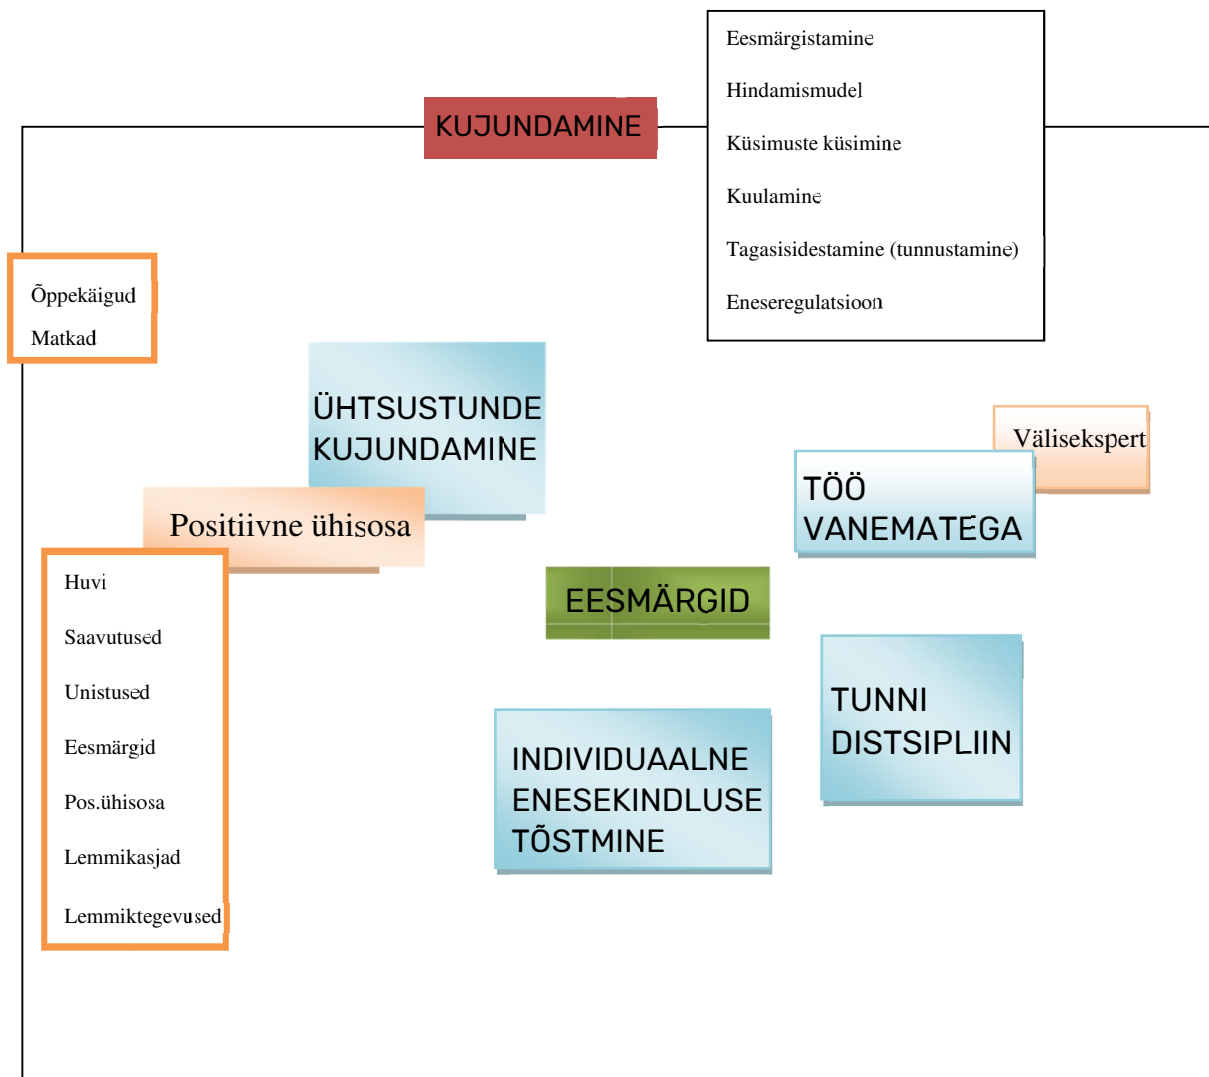 KUJUNDAMINE
Eesmärgistamine
Hindamismudel
Küsimuste küsimine
Kuulamine
Tagasisidestamine (tunnustamine)
Eneseregulatsioon
Õppekäigud
Matkad
ÜHTSUSTUNDE
KUJUNDAMINE
Positiivne ühisosa
Huvi
Saavutused
Unistused
Eesmärgid
Pos.ühisosa
Lemmikasjad
Lemmiktegevused
Välisekspert
TÖÖ
VANEMATEGA
EESMÄRGID
TUNNI
DISTSIPLIIN
INDIVIDUAALNE
ENESEKINDLUSE
TÕSTMINE